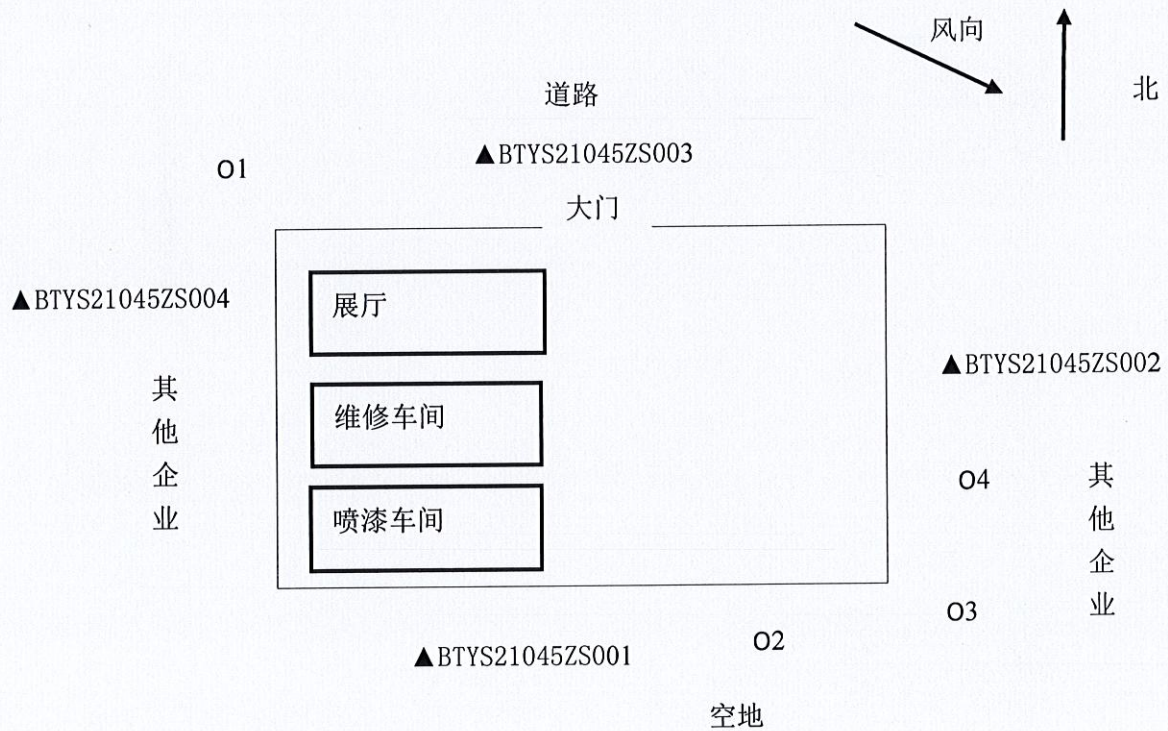 风向
北
道路
▲BTYS21045ZS003
O1
大门
▲BTYS21045ZS004
展厅
▲BTYS21045ZS002
其他企业
维修车间
O4
其他企业
喷漆车间
O3
O2
▲BTYS21045ZS001
空地